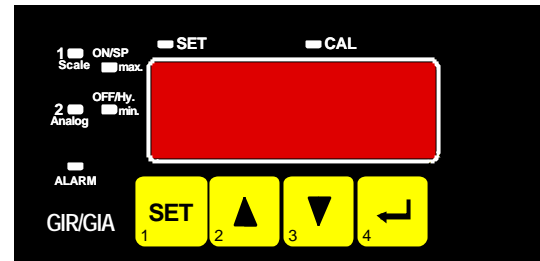 SET CAL
1 ON/SP
Scale max.
OFF/Hy.
2 min.
Analog
ALARM
GIR/GIA
SET
1 2 3 4